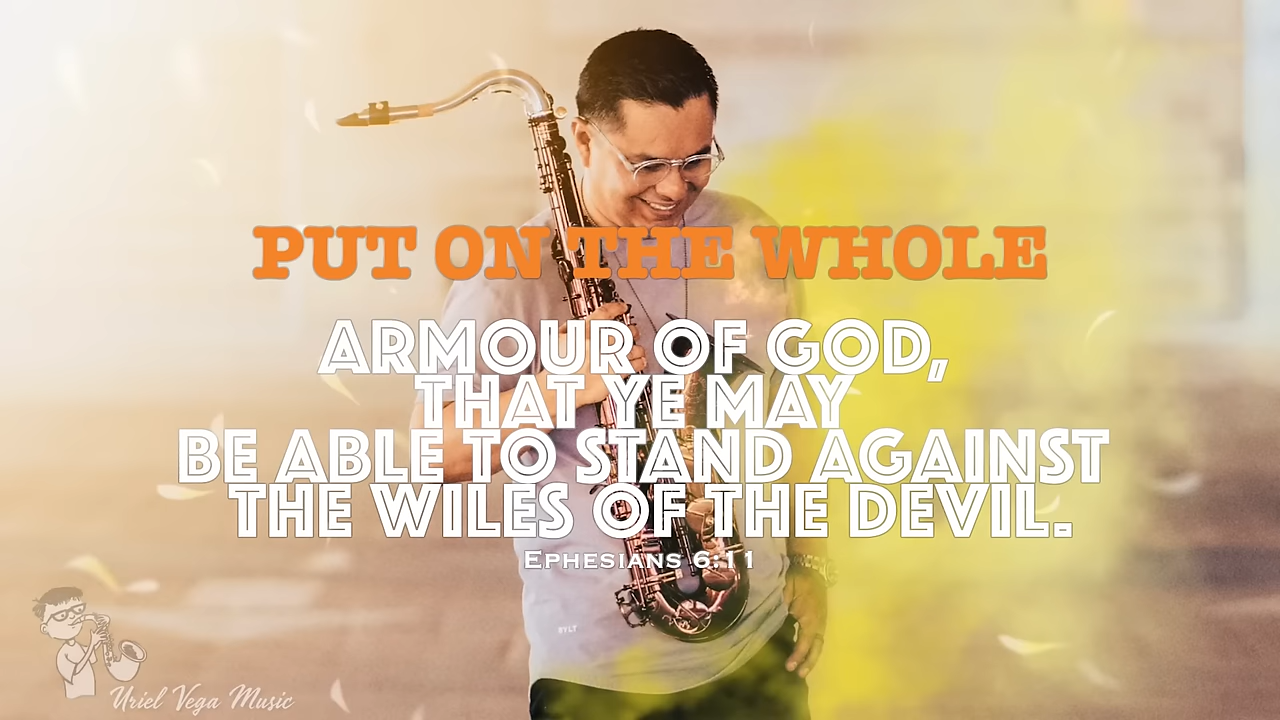 PUT ON THE WHOLE
ARMOUR OF GOD,
THAT YE MAY
BE ABLE TO STAND AGAINST
THE WILES OF THE DEVIL.
EPHESIANS 6:11
SYLT
Uriel Vega Music